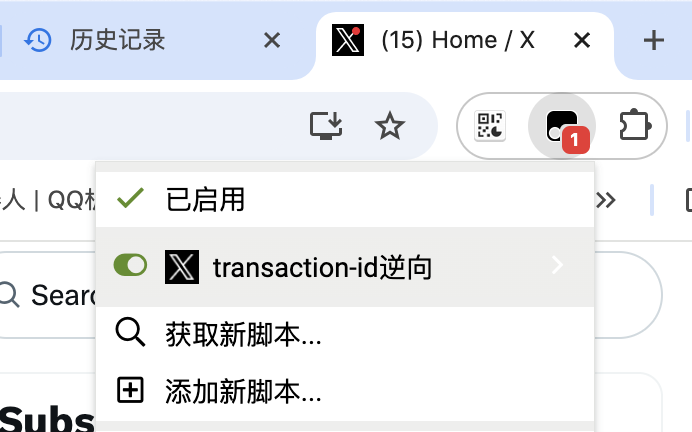 历史记录
(15) Home / X
1
人 | QQ
已启用
transaction-id逆向
Sear
获取新脚本...
添加新脚本...
Subs